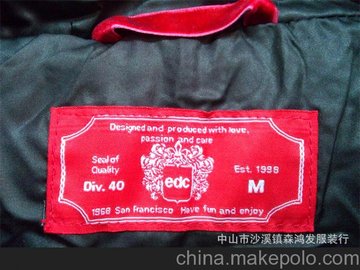 Designed and produced with love,
passion and care
Seal of
Quality
Est. 1998
Div. 40
edc
M
1968 San Francisco Have fun and enjoy
中山市沙溪镇森鸿发服装行
china.makepolo.com